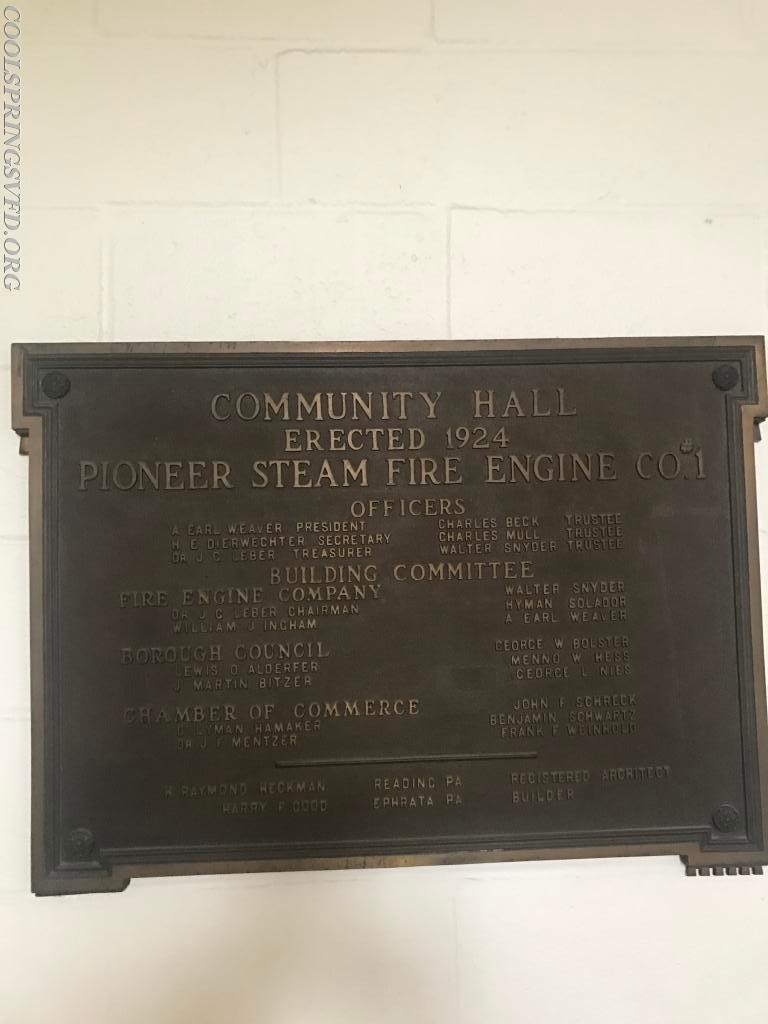 COOLSPRINGSVFD.ORG
COMMUNITY HALL
ERECTED 1924
PIONEER STEAM FIRE ENGINE CO. 1
OFFICERS
A EARL WEAVER PRESIDENT CHARLES BECK TRUSTEE
H E DIERWECHTER SECRETARY CHARLES MULL TRUSTEE
DR J C LEBER TREASURER WALTER SNYDER TRUSTEE
BUILDING COMMITTEE
FIRE ENGINE COMPANY WALTER SNYDER
DR J C LEBER CHAIRMAN HYMAN SOLADOR
WILLIAM J INGHAM A EARL WEAVER
BOROUGH COUNCIL GEORGE W BOLSTER
LEWIS O ALDERFER MENNO W HESS
J MARTIN BITZER GEORGE L NIES
CHAMBER OF COMMERCE JOHN F SCHRECK
LYMAN HAMAKER BENJAMIN SCHWARTZ
DR J F MENTZER FRANK F WEINHOLD
H RAYMOND HECKMAN READING PA REGISTERED ARCHITECT
HARRY F GOOD EPHRATA PA BUILDER